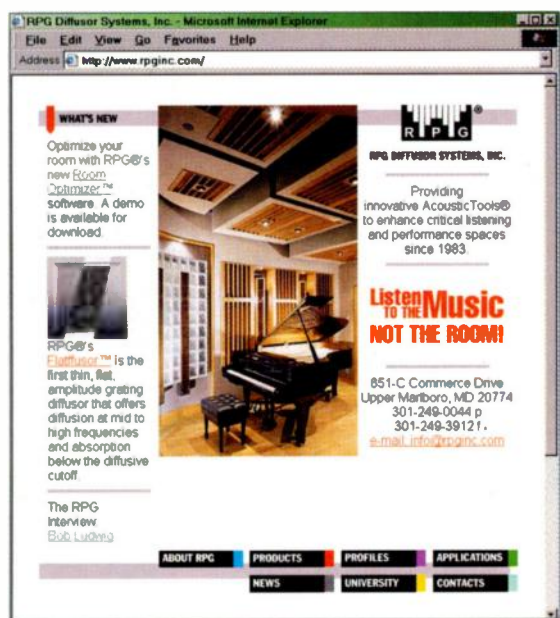 RPG Diffusor Systems, Inc. - Microsoft Internet Explorer
File Edit View Go Favorites Help
Address http://www.rpginc.com/
WHAT'S NEW
Optimize your
room with RPG®'s
new Room
Optimizer™
software. A demo
is available for
download.
RPG®'s
Flatffusor™ is the
first thin, flat,
amplitude grating
diffusor that offers
diffusion at mid to
high frequencies
and absorption
below the diffusive
cutoff.
The RPG
Interview
Bob Ludwig
RPG®
RPG DIFFUSOR SYSTEMS, INC.
Providing
innovative AcousticTools®
to enhance critical listening
and performance spaces
since 1983.
Listen
TO THE Music
NOT THE ROOM!
651-C Commerce Drive
Upper Marlboro, MD 20774
301-249-0044 p
301-249-3912 f
e-mail: info@rpginc.com
ABOUT RPG PRODUCTS PROFILES APPLICATIONS
NEWS UNIVERSITY CONTACTS